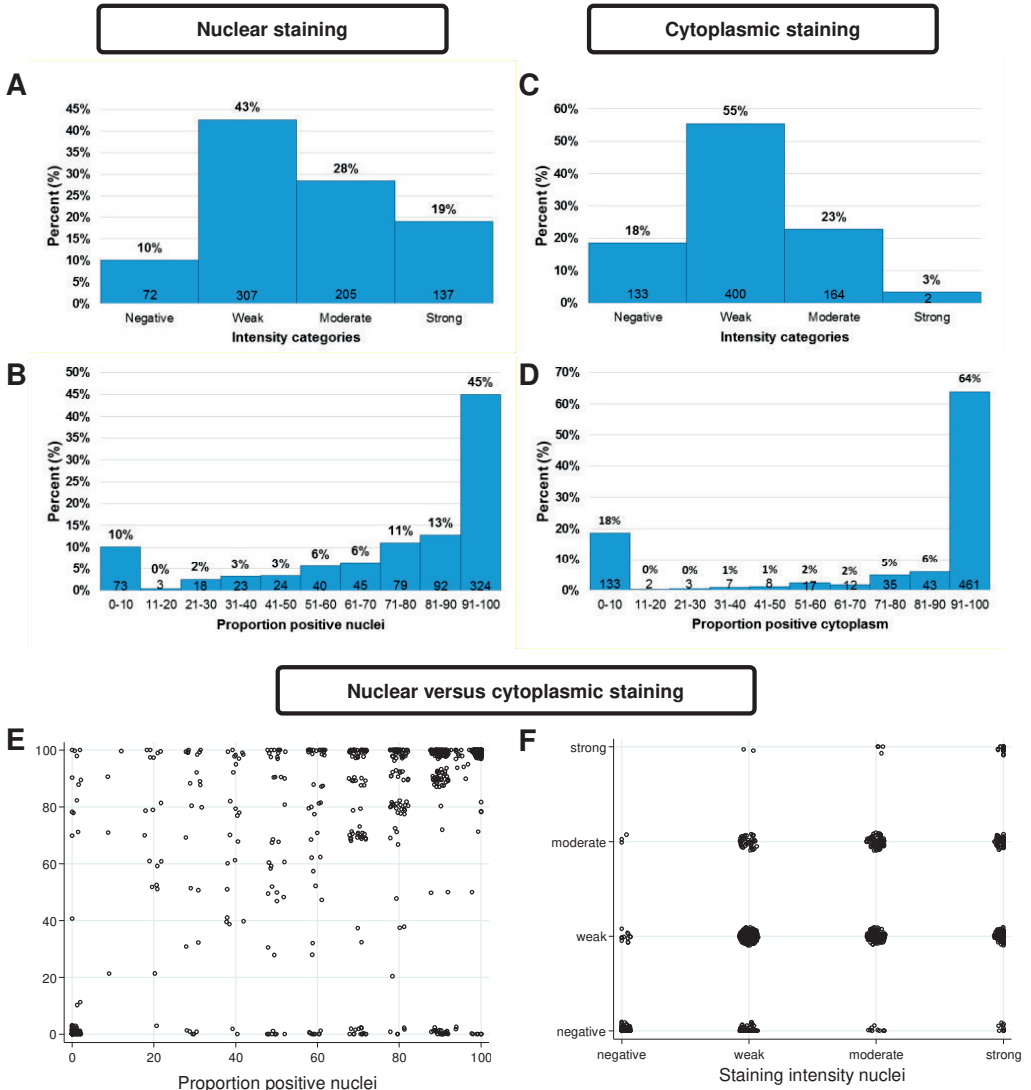 Nuclear staining
Cytoplasmic staining
A
45%
40%
35%
30%
25%
20%
15%
10%
5%
0%
Percent (%)
10%
43%
28%
19%
72
307
205
137
Negative
Weak
Moderate
Strong
Intensity categories
C
60%
50%
40%
30%
20%
10%
0%
Percent (%)
18%
55%
23%
3%
133
400
164
2
Negative
Weak
Moderate
Strong
Intensity categories
B
50%
45%
40%
35%
30%
25%
20%
15%
10%
5%
0%
Percent (%)
10%
0%
2%
3%
3%
6%
6%
11%
13%
45%
73
3
18
23
24
40
45
79
92
324
0-10 11-20 21-30 31-40 41-50 51-60 61-70 71-80 81-90 91-100
Proportion positive nuclei
D
70%
60%
50%
40%
30%
20%
10%
0%
Percent (%)
18%
0%
0%
1%
1%
2%
2%
5%
6%
64%
133
2
3
7
8
17
12
35
43
461
0-10 11-20 21-30 31-40 41-50 51-60 61-70 71-80 81-90 91-100
Proportion positive cytoplasm
Nuclear versus cytoplasmic staining
E
100
80
60
40
20
0
0 20 40 60 80 100
Proportion positive nuclei
F
strong
moderate
weak
negative
negative weak moderate strong
Staining intensity nuclei